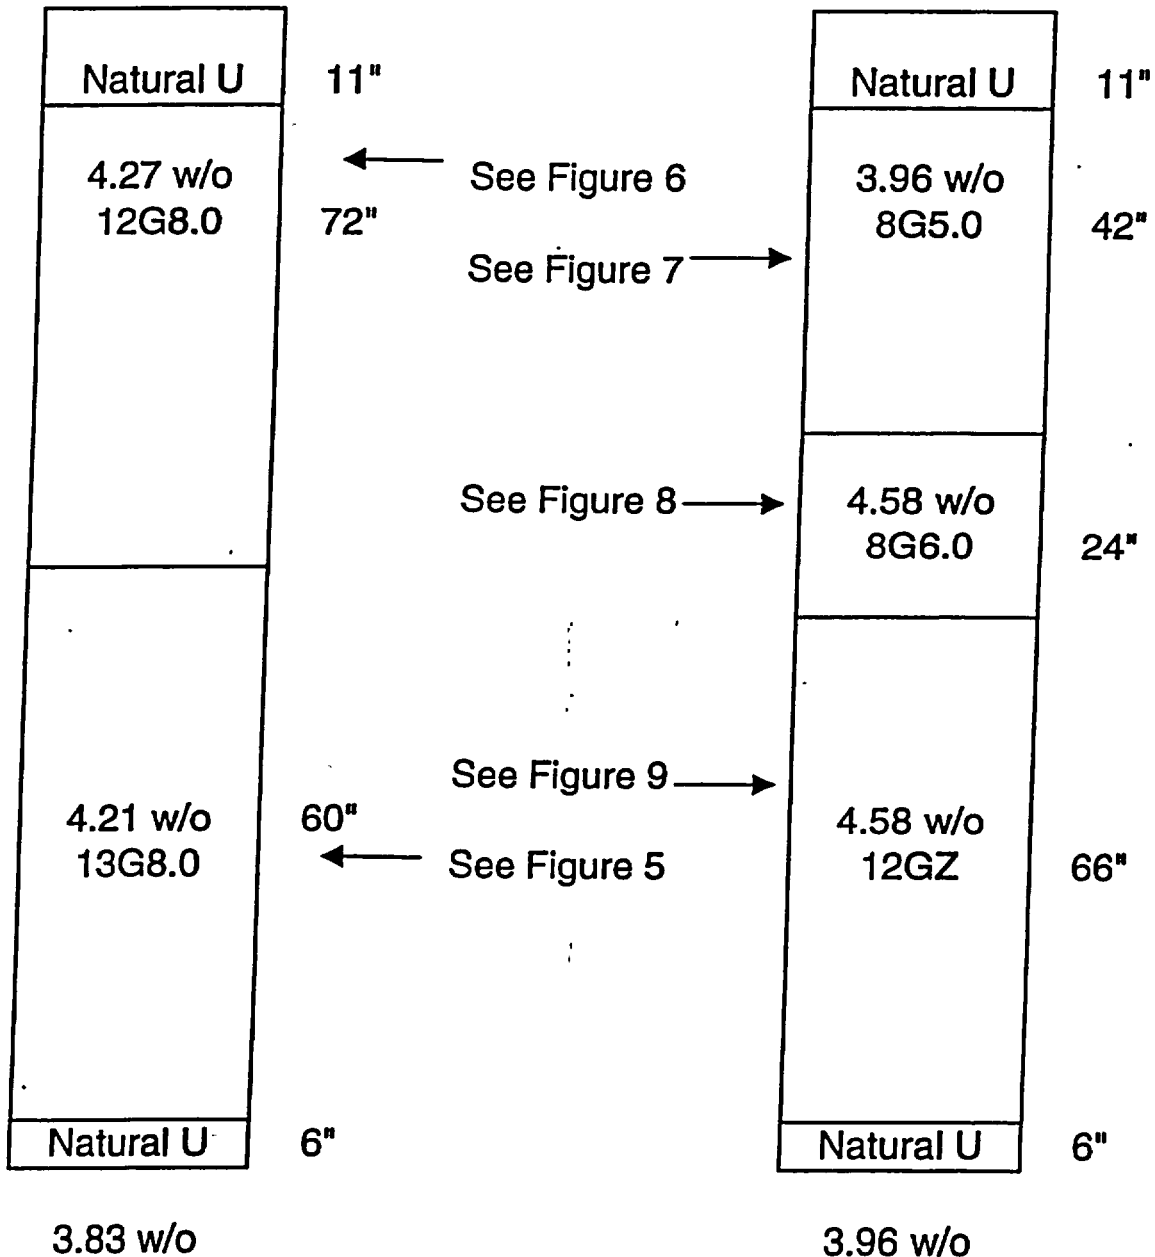 Natural U
11"
4.27 w/o
12G8.0
72"
See Figure 6
See Figure 7
See Figure 8
4.21 w/o
13G8.0
60"
See Figure 9
See Figure 5
Natural U
6"
3.83 w/o
Natural U
11"
3.96 w/o
8G5.0
42"
4.58 w/o
8G6.0
24"
4.58 w/o
12GZ
66"
Natural U
6"
3.96 w/o